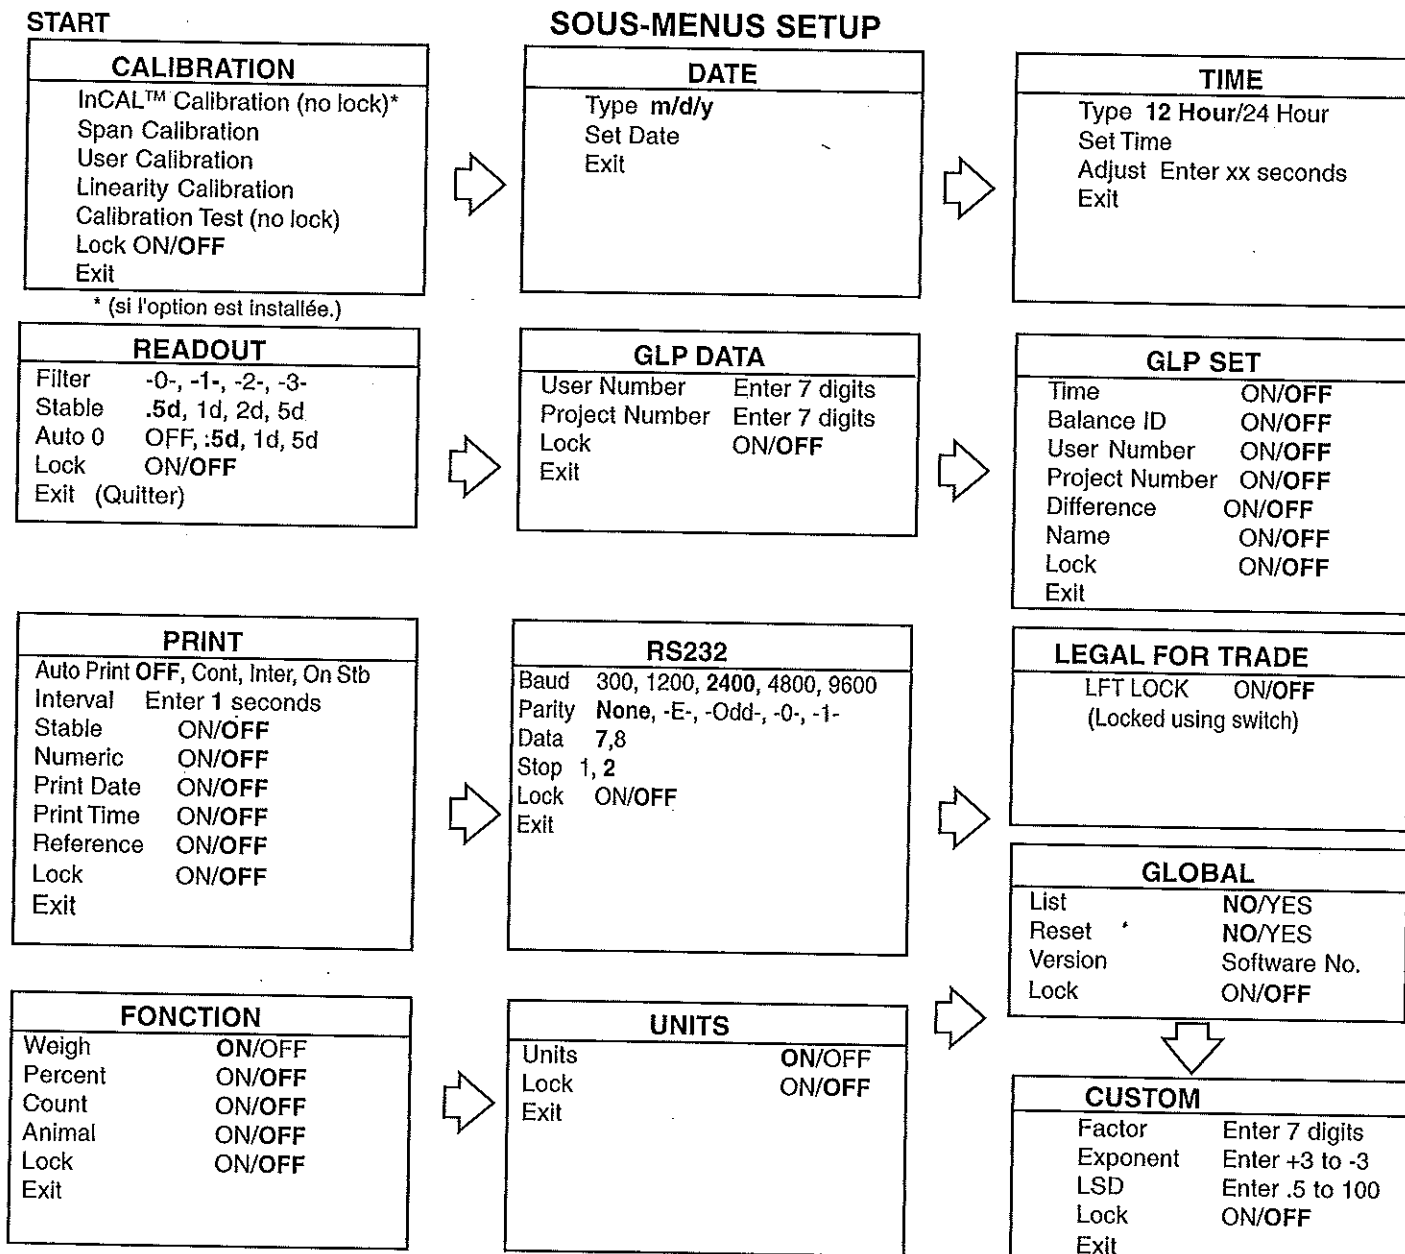 START
SOUS-MENUS SETUP
CALIBRATION
InCAL™ Calibration (no lock)*
Span Calibration
User Calibration
Linearity Calibration
Calibration Test (no lock)
Lock ON/OFF
Exit
* (si l'option est installée.)
DATE
Type m/d/y
Set Date
Exit
TIME
Type 12 Hour/24 Hour
Set Time
Adjust Enter xx seconds
Exit
READOUT
Filter -0-, -1-, -2-, -3-
Stable .5d, 1d, 2d, 5d
Auto 0 OFF, .5d, 1d, 5d
Lock ON/OFF
Exit (Quitter)
GLP DATA
User Number Enter 7 digits
Project Number Enter 7 digits
Lock ON/OFF
Exit
GLP SET
Time ON/OFF
Balance ID ON/OFF
User Number ON/OFF
Project Number ON/OFF
Difference ON/OFF
Name ON/OFF
Lock ON/OFF
Exit
PRINT
Auto Print OFF, Cont, Inter, On Stb
Interval Enter 1 seconds
Stable ON/OFF
Numeric ON/OFF
Print Date ON/OFF
Print Time ON/OFF
Reference ON/OFF
Lock ON/OFF
Exit
RS232
Baud 300, 1200, 2400, 4800, 9600
Parity None, -E-, -Odd-, -0-, -1-
Data 7,8
Stop 1, 2
Lock ON/OFF
Exit
LEGAL FOR TRADE
LFT LOCK ON/OFF
(Locked using switch)
GLOBAL
List NO/YES
Reset NO/YES
Version Software No.
Lock ON/OFF
FONCTION
Weigh ON/OFF
Percent ON/OFF
Count ON/OFF
Animal ON/OFF
Lock ON/OFF
Exit
UNITS
Units ON/OFF
Lock ON/OFF
Exit
CUSTOM
Factor Enter 7 digits
Exponent Enter +3 to -3
LSD Enter .5 to 100
Lock ON/OFF
Exit